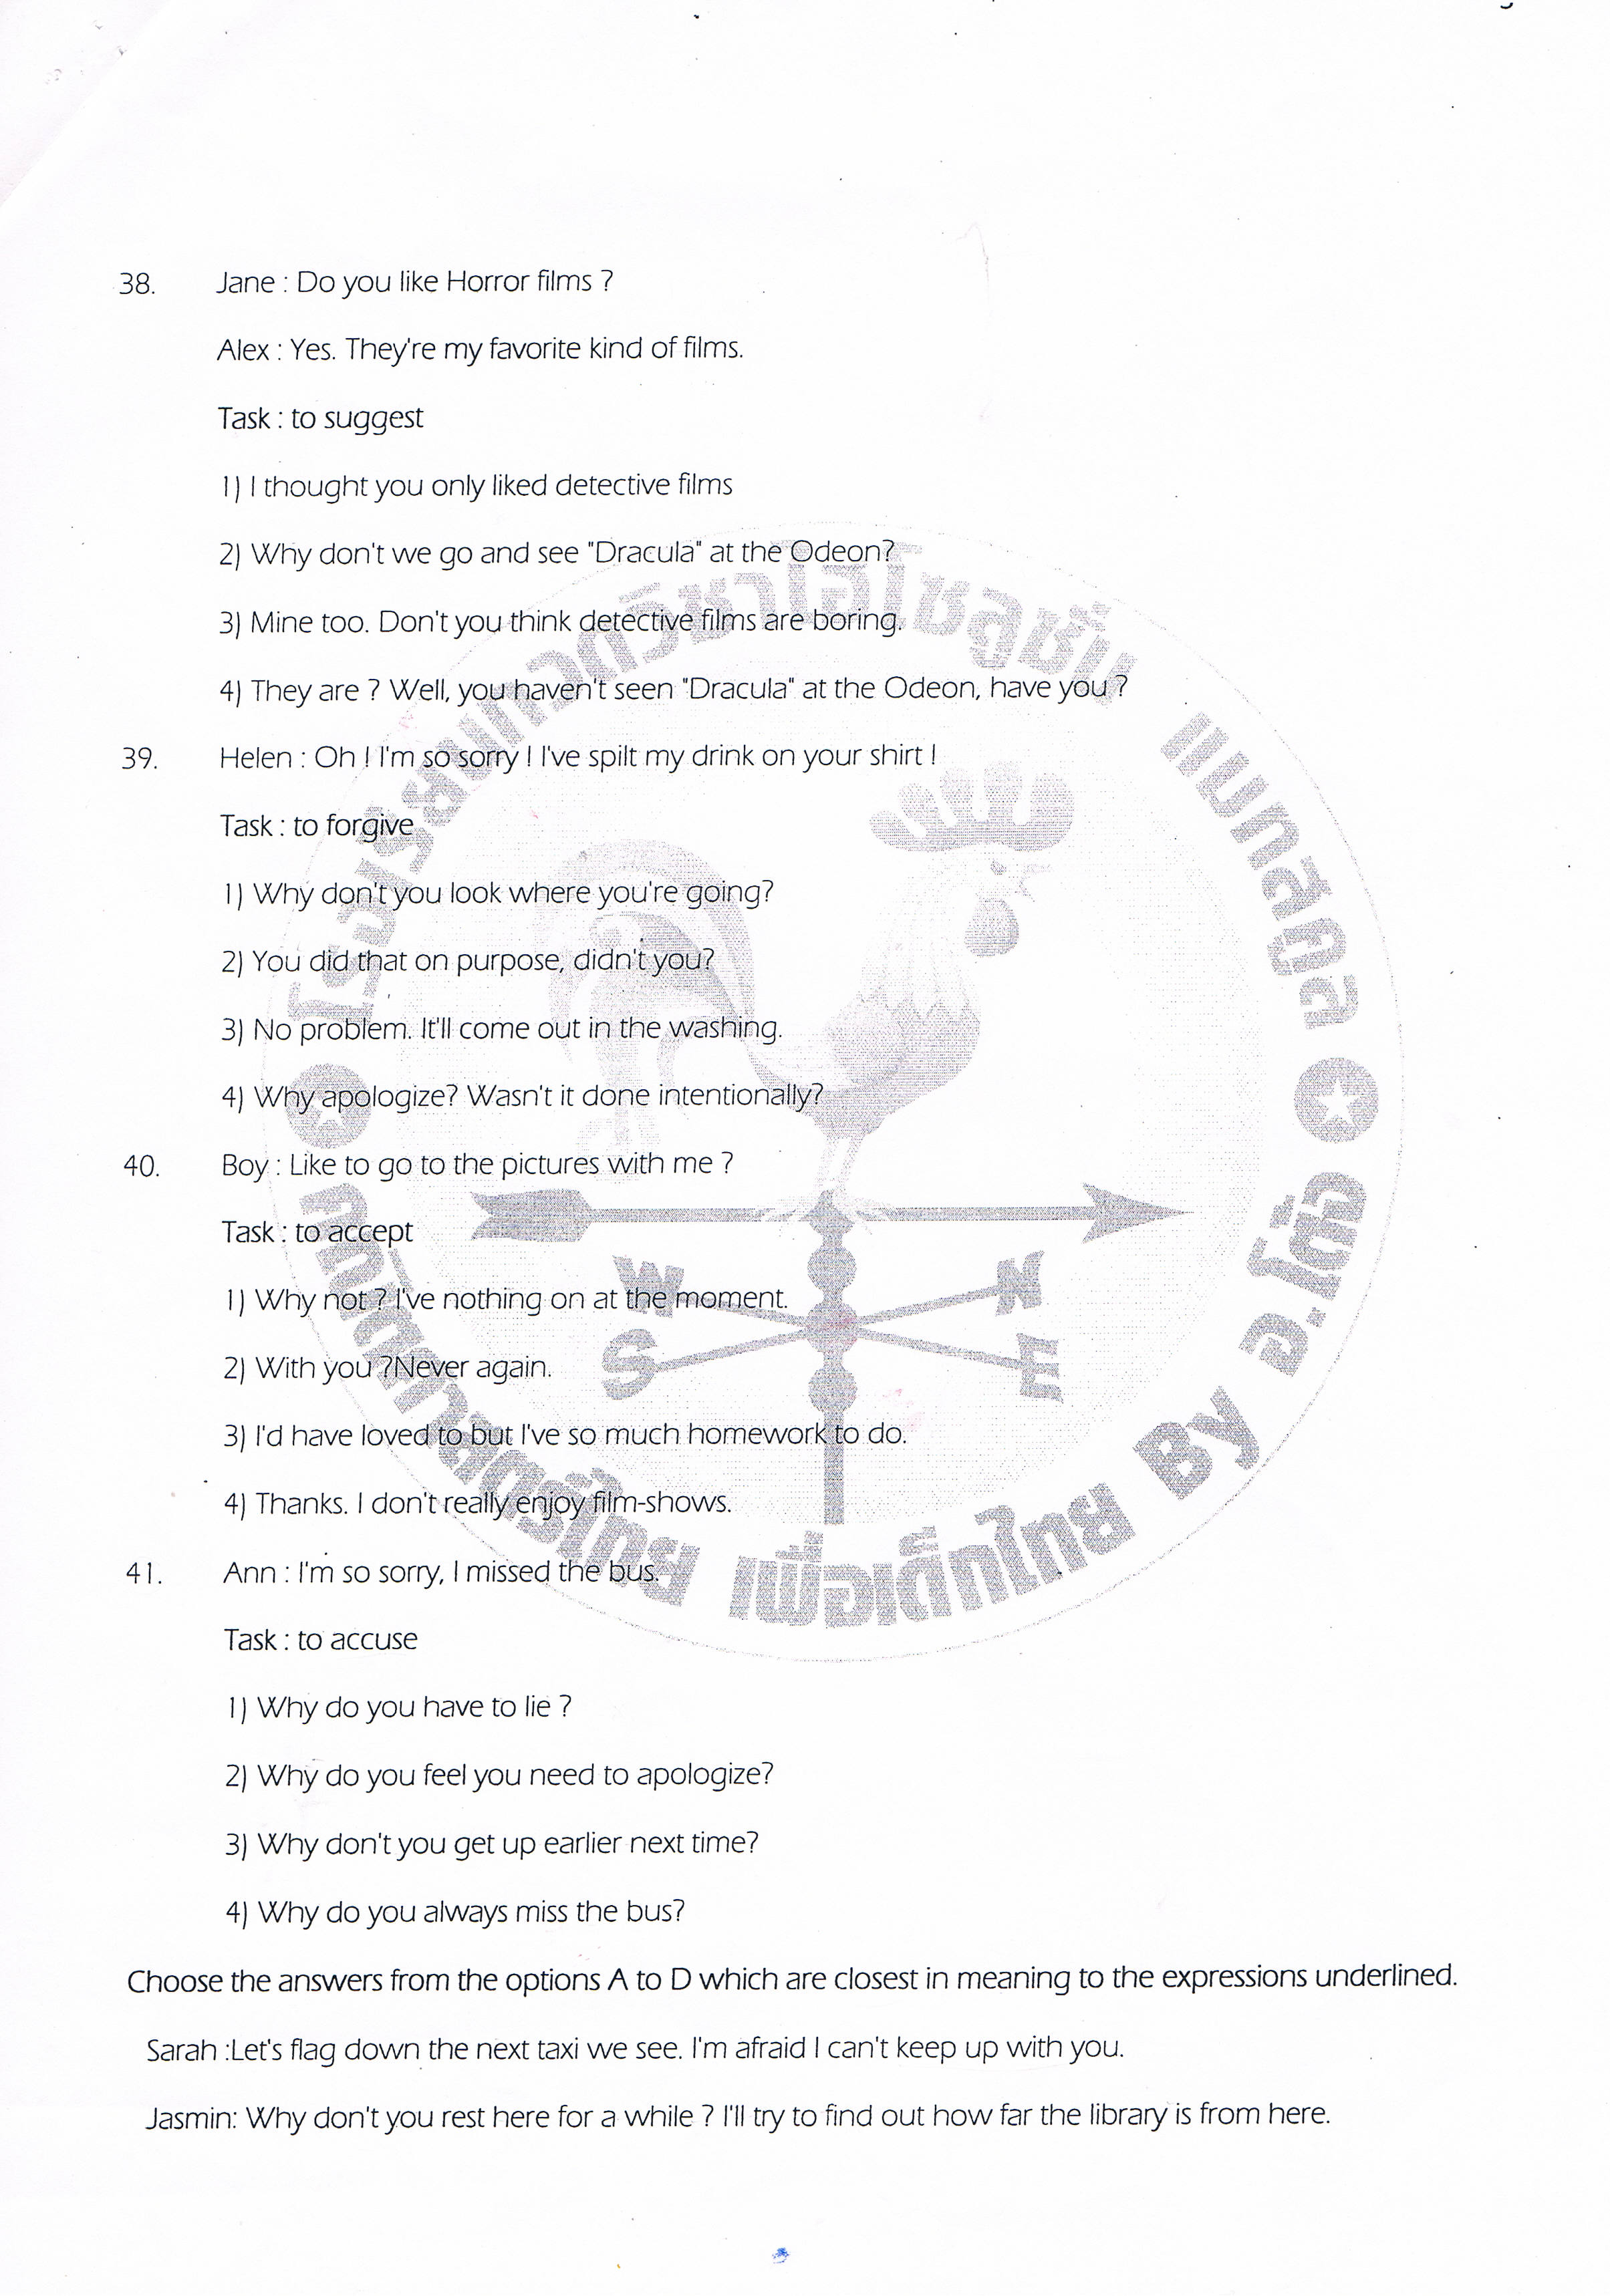 38. Jane : Do you like Horror films ?
Alex : Yes. They're my favorite kind of films.
Task : to suggest
1) I thought you only liked detective films
2) Why don't we go and see "Dracula" at the Odeon?
3) Mine too. Don't you think detective films are boring.
4) They are ? Well, you haven't seen "Dracula" at the Odeon, have you ?
39. Helen : Oh ! I'm so sorry ! I've spilt my drink on your shirt !
Task : to forgive
1) Why don't you look where you're going?
2) You did that on purpose, didn't you?
3) No problem. It'll come out in the washing.
4) Why apologize? Wasn't it done intentionally?
40. Boy : Like to go to the pictures with me ?
Task : to accept
1) Why not ? I've nothing on at the moment.
2) With you ?Never again.
3) I'd have loved to but I've so much homework to do.
4) Thanks. I don't really enjoy film-shows.
41. Ann : I'm so sorry, I missed the bus.
Task : to accuse
1) Why do you have to lie ?
2) Why do you feel you need to apologize?
3) Why don't you get up earlier next time?
4) Why do you always miss the bus?
Choose the answers from the options A to D which are closest in meaning to the expressions underlined.
Sarah :Let's flag down the next taxi we see. I'm afraid I can't keep up with you.
Jasmin: Why don't you rest here for a while ? I'll try to find out how far the library is from here.
โรงเรียนกวดวิชาโอโซลูชั่น แมทสคูล
คณิตศาสตร์ไทย เพื่อเด็กไทย By อ.โต้ง
W N S E